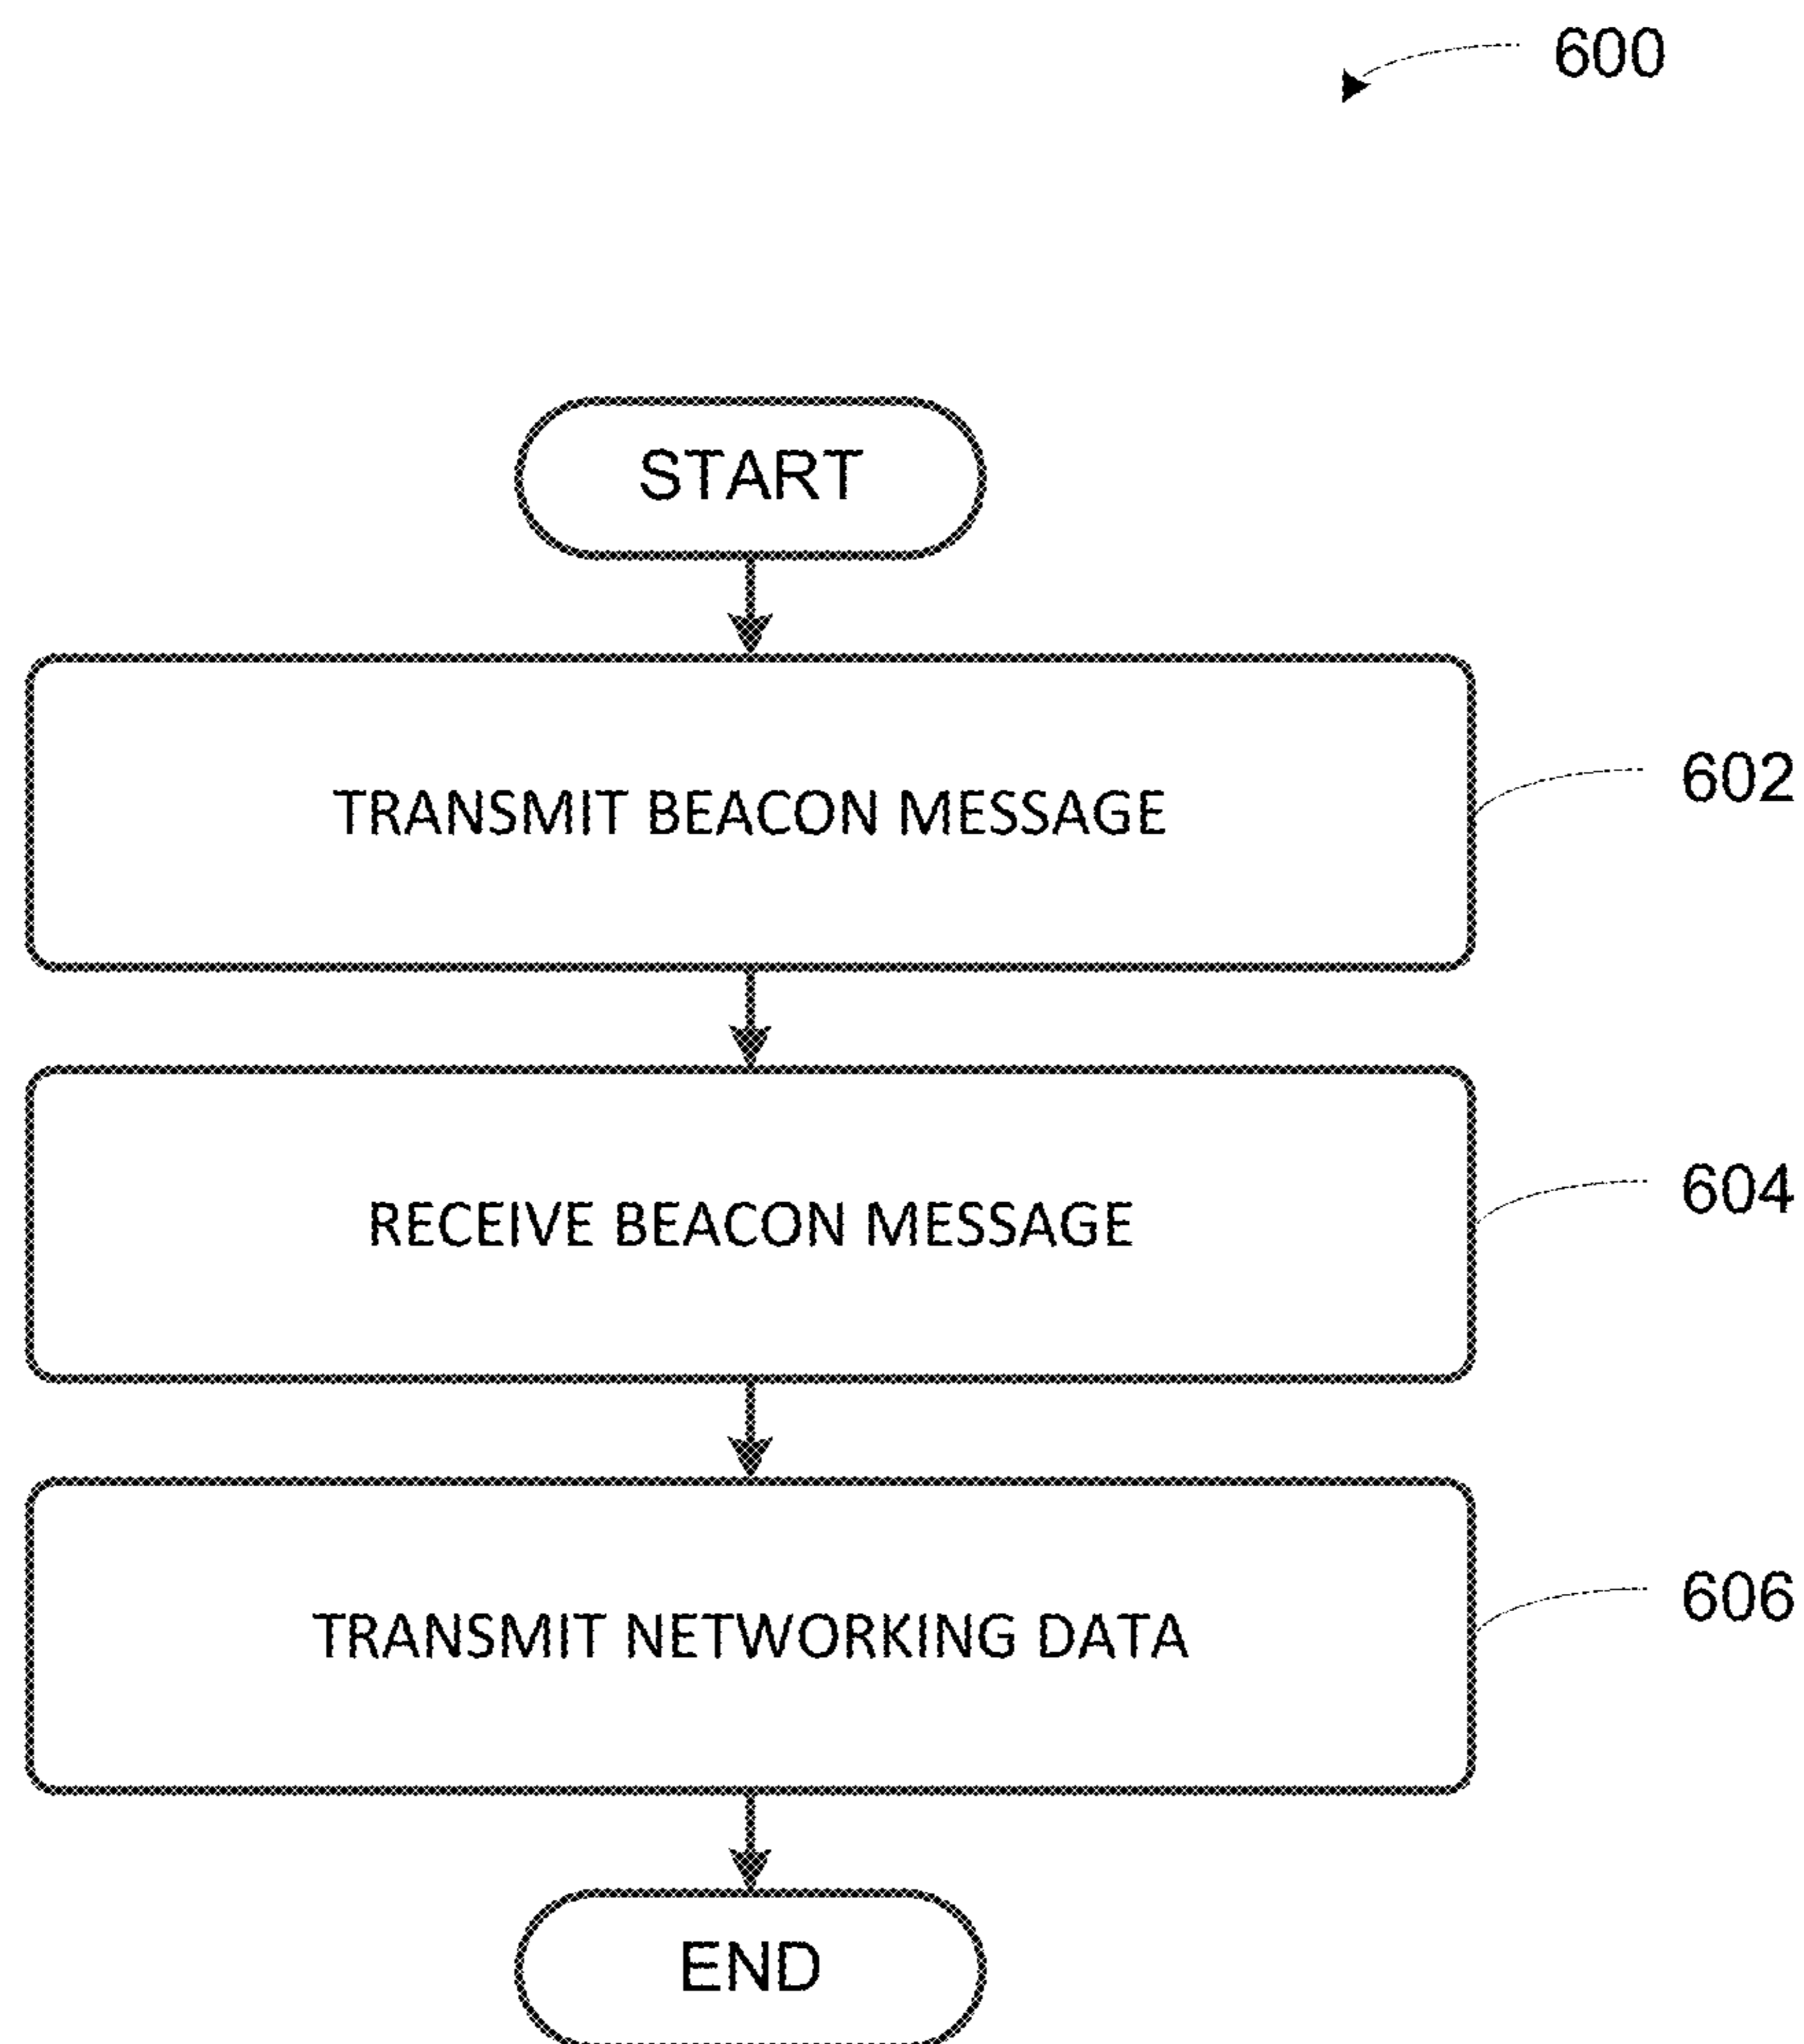 600
START
TRANSMIT BEACON MESSAGE
602
RECEIVE BEACON MESSAGE
604
TRANSMIT NETWORKING DATA
606
END